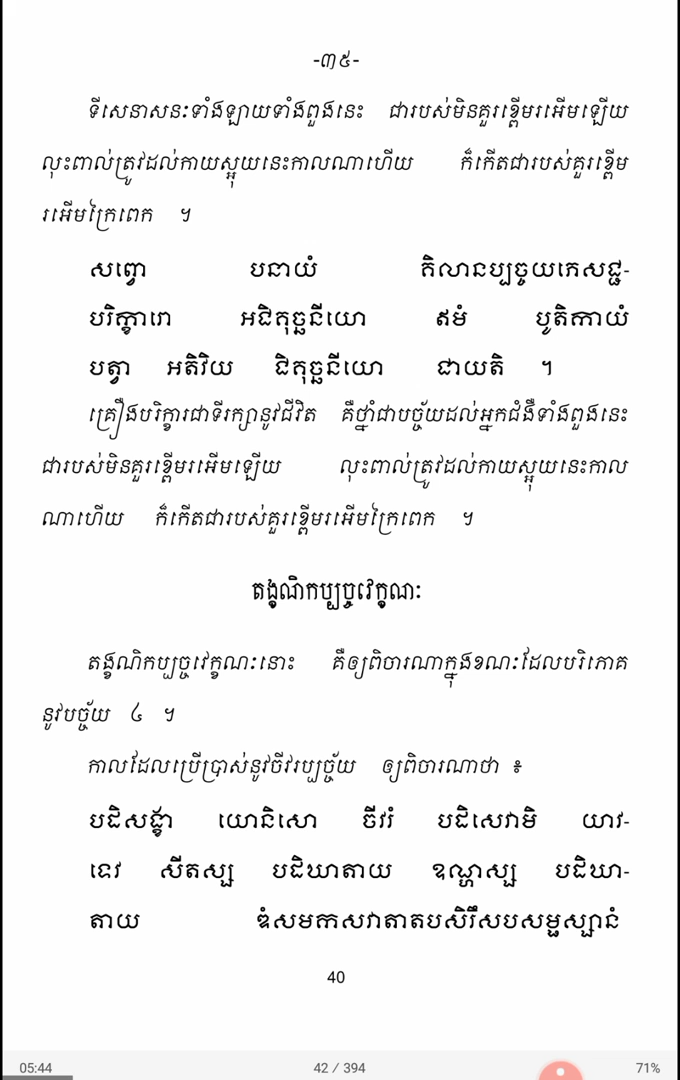 -៣៥-
ទីសេនាសនៈទាំងឡាយទាំងពួងនេះ ជារបស់មិនគួរខ្ពើមរអើមឡើយ
លុះពាល់ត្រូវដល់កាយស្អុយនេះកាលណាហើយ ក៏កើតជារបស់គួរខ្ពើម
រអើមក្រៃពេក ។
សព្វោ បនាយំ គិលានប្បច្ចយភេសជ្ជ-
បរិក្ខារោ អជិគុច្ឆនីយោ ឥមំ បូតិកាយំ
បត្វា អតិវិយ ជិគុច្ឆនីយោ ជាយតិ ។
គ្រឿងបរិក្ខារជាទីរក្សានូវជីវិត គឺថ្នាំជាបច្ច័យដល់អ្នកជំងឺទាំងពួងនេះ
ជារបស់មិនគួរខ្ពើមរអើមឡើយ លុះពាល់ត្រូវដល់កាយស្អុយនេះកាល
ណាហើយ ក៏កើតជារបស់គួរខ្ពើមរអើមក្រៃពេក ។
តង្ខណិកប្បច្ចវេក្ខណៈ
តង្ខណិកប្បច្ចវេក្ខណៈនោះ គឺឲ្យពិចារណាក្នុងខណៈដែលបរិភោគ
នូវបច្ច័យ ៤ ។
កាលដែលប្រើប្រាស់នូវចីវរប្បច្ច័យ ឲ្យពិចារណាថា ៖
បដិសង្ខា យោនិសោ ចីវរំ បដិសេវាមិ យាវ-
ទេវ សីតស្ស បដិឃាតាយ ឧណ្ហស្ស បដិឃា-
តាយ ឌំសមកសវាតាតបសិរឹសបសម្ផស្សានំ
40
05:44 42 / 394 71%